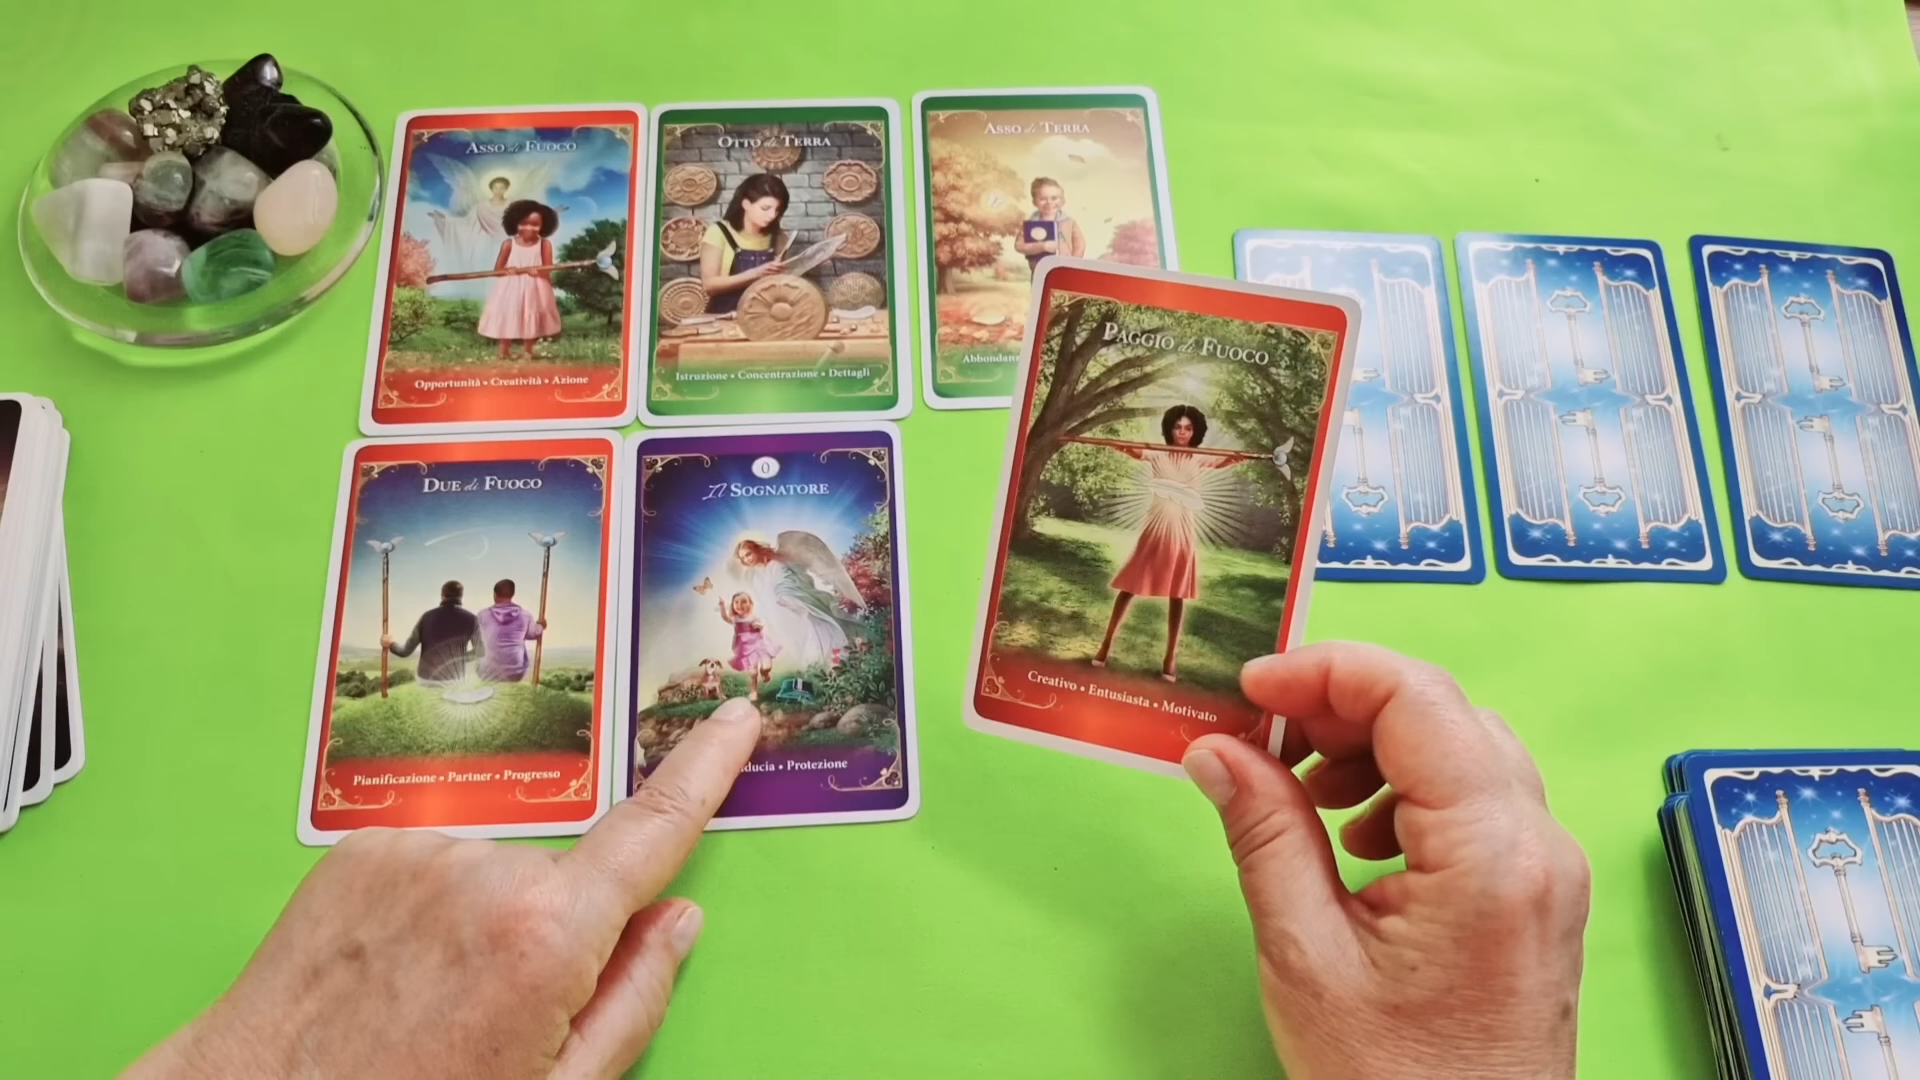 Asso di Fuoco
Opportunità • Creatività • Azione
Otto di Terra
Istruzione • Concentrazione • Dettagli
Asso di Terra
Paggio di Fuoco
Creativo • Entusiasta • Motivato
Due di Fuoco
Pianificazione • Partner • Progresso
0
Il Sognatore
• Protezione